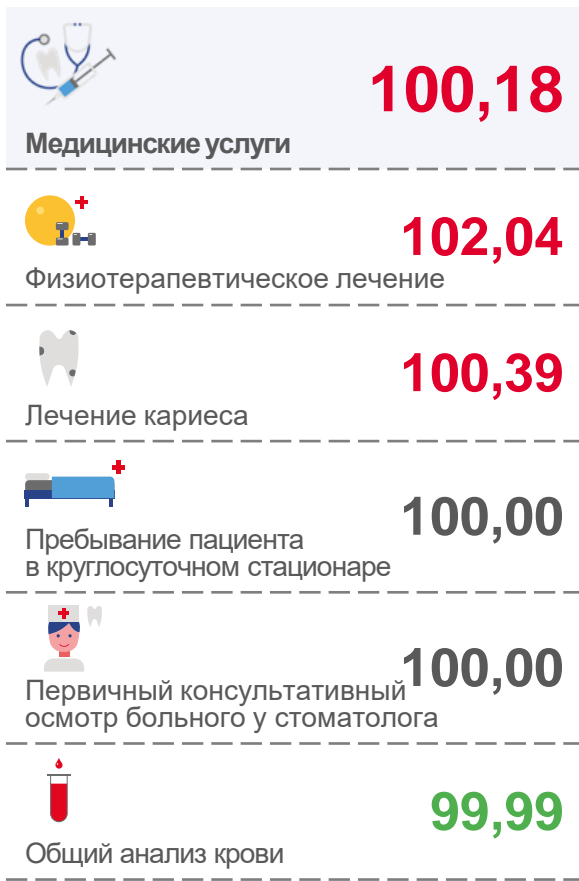 100,18
Медицинские услуги
102,04
Физиотерапевтическое лечение
100,39
Лечение кариеса
100,00
Пребывание пациента
в круглосуточном стационаре
100,00
Первичный консультативный
осмотр больного у стоматолога
99,99
Общий анализ крови